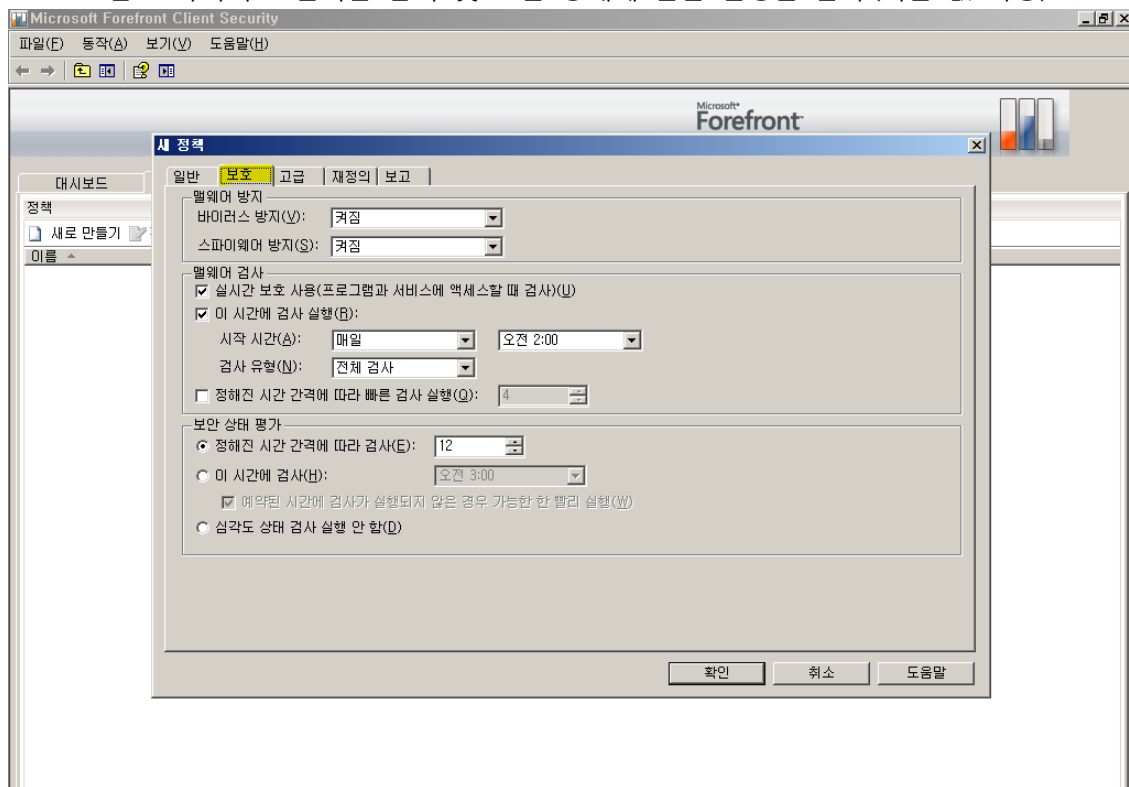 Microsoft Forefront Client Security
파일(F) 동작(A) 보기(V) 도움말(H)
Microsoft
Forefront
새 정책
일반 보호 고급 재정의 보고
대시보드
정책
새로 만들기
이름
맬웨어 방지
바이러스 방지(V): 켜짐
스파이웨어 방지(S): 켜짐
맬웨어 검사
실시간 보호 사용(프로그램과 서비스에 액세스할 때 검사)(U)
이 시간에 검사 실행(R):
시작 시간(A): 매일 오전 2:00
검사 유형(N): 전체 검사
정해진 시간 간격에 따라 빠른 검사 실행(Q): 4
보안 상태 평가
정해진 시간 간격에 따라 검사(E): 12
이 시간에 검사(H): 오전 3:00
예약된 시간에 검사가 실행되지 않은 경우 가능한 한 빨리 실행(W)
심각도 상태 검사 실행 안 함(D)
확인 취소 도움말